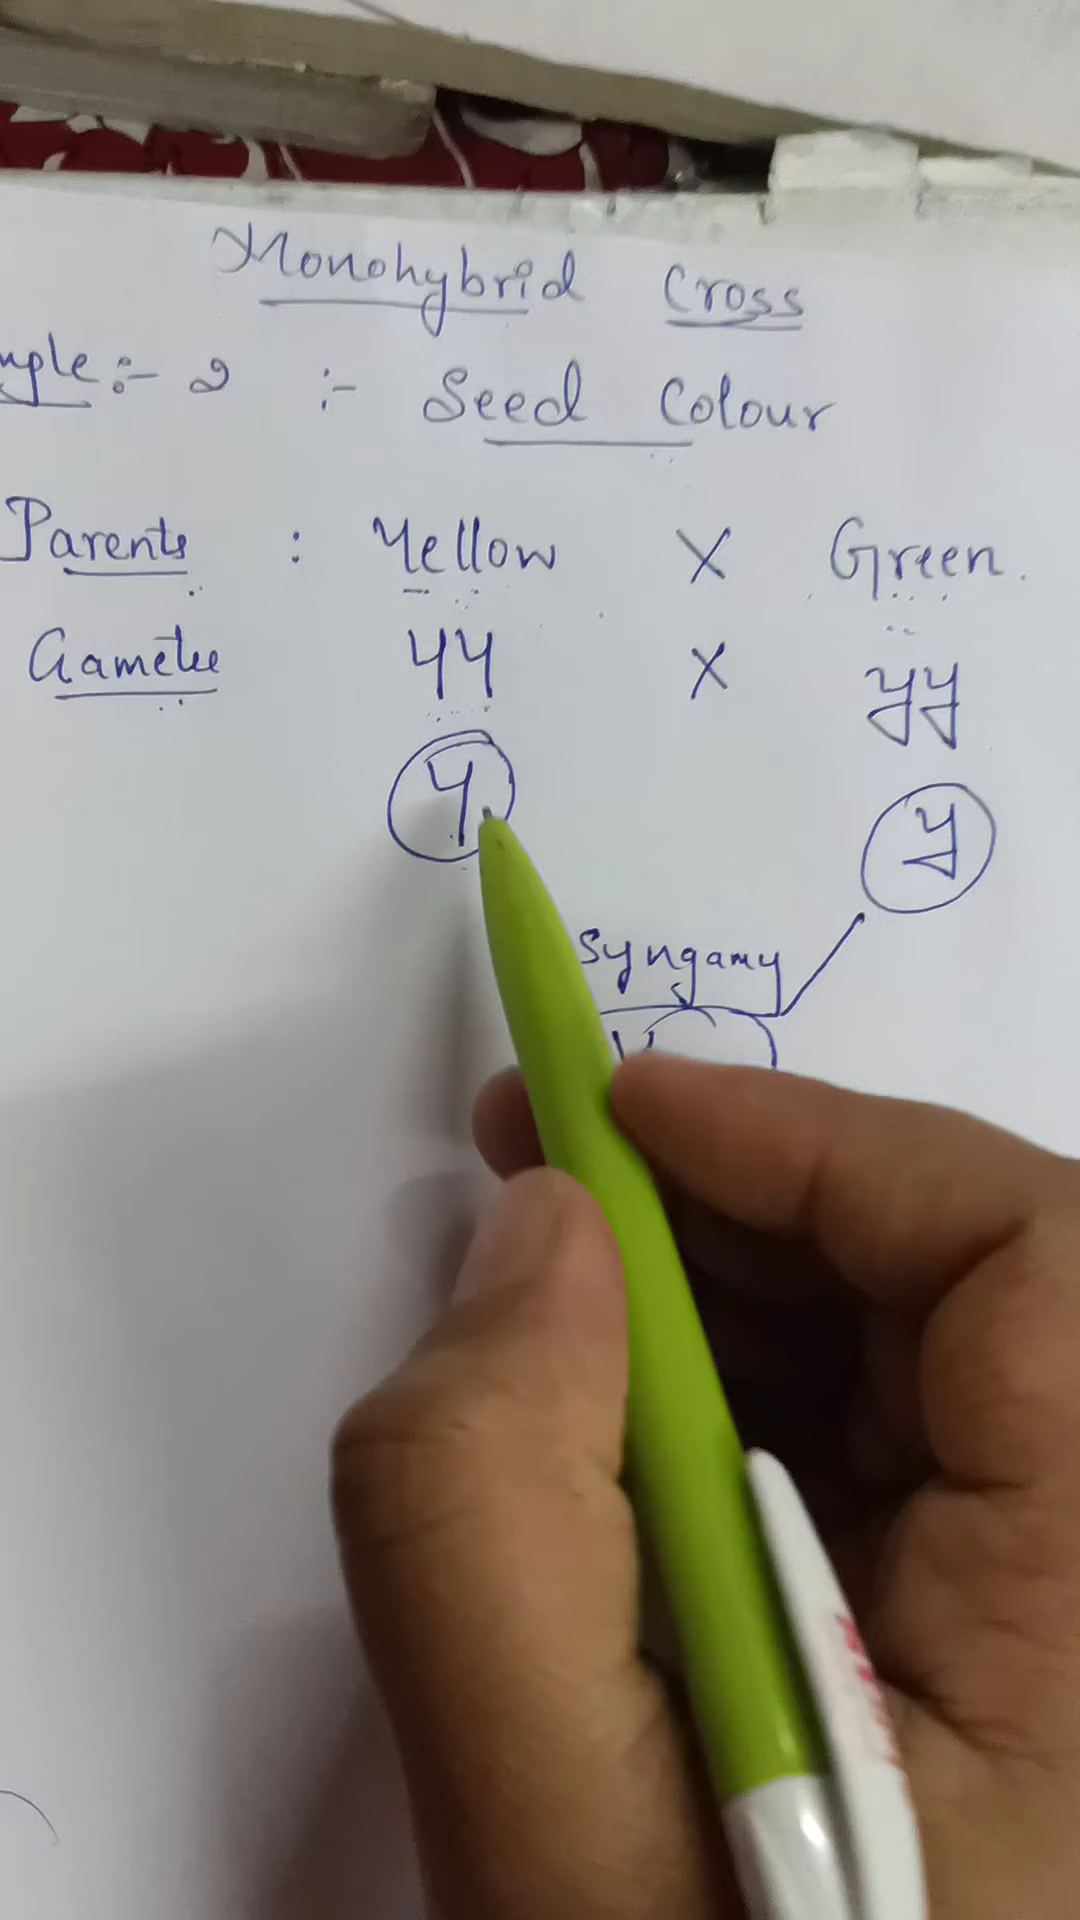 Monohybrid Cross
mple:- 2 :- Seed Colour
Parents : Yellow X Green.
Gamete YY X yy
Y y
Syngamy